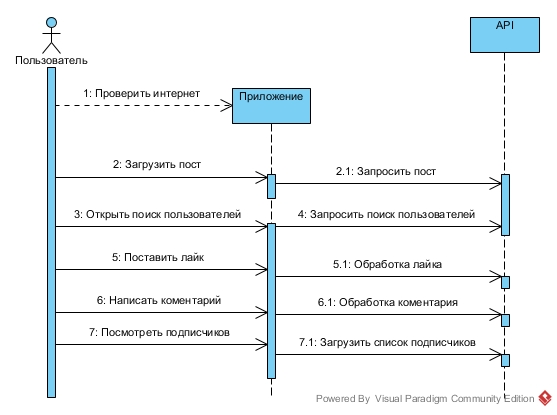 API
Пользователь
1: Проверить интернет
Приложение
2: Загрузить пост
2.1: Запросить пост
3: Открыть поиск пользователей
4: Запросить поиск пользователей
5: Поставить лайк
5.1: Обработка лайка
6: Написать коментарий
6.1: Обработка коментария
7: Посмотреть подписчиков
7.1: Загрузить список подписчиков
Powered By Visual Paradigm Community Edition